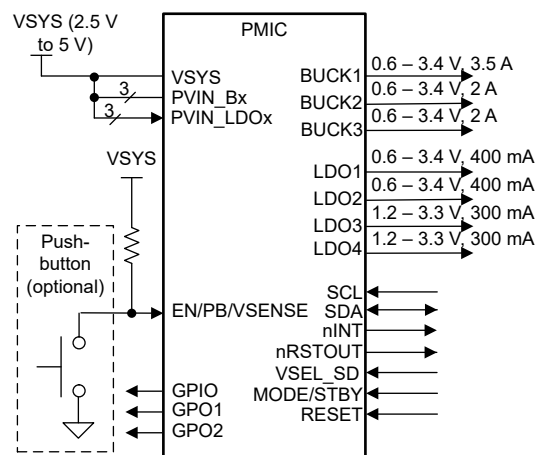 VSYS (2.5 V
to 5 V)
PMIC
VSYS
3
PVIN_Bx
3
PVIN_LDOx
BUCK1
0.6 – 3.4 V, 3.5 A
BUCK2
0.6 – 3.4 V, 2 A
BUCK3
0.6 – 3.4 V, 2 A
VSYS
LDO1
0.6 – 3.4 V, 400 mA
LDO2
0.6 – 3.4 V, 400 mA
LDO3
1.2 – 3.3 V, 300 mA
LDO4
1.2 – 3.3 V, 300 mA
Push-
button
(optional)
EN/PB/VSENSE
SCL
SDA
nINT
nRSTOUT
VSEL_SD
MODE/STBY
RESET
GPIO
GPO1
GPO2